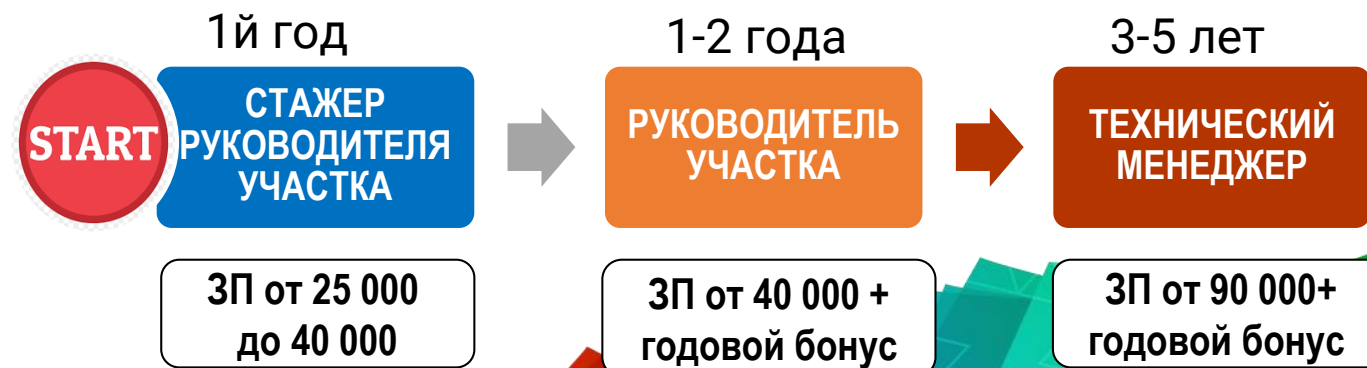 1й год
START
СТАЖЕР
РУКОВОДИТЕЛЯ
УЧАСТКА
ЗП от 25 000
до 40 000
1-2 года
РУКОВОДИТЕЛЬ
УЧАСТКА
ЗП от 40 000 +
годовой бонус
3-5 лет
ТЕХНИЧЕСКИЙ
МЕНЕДЖЕР
ЗП от 90 000+
годовой бонус